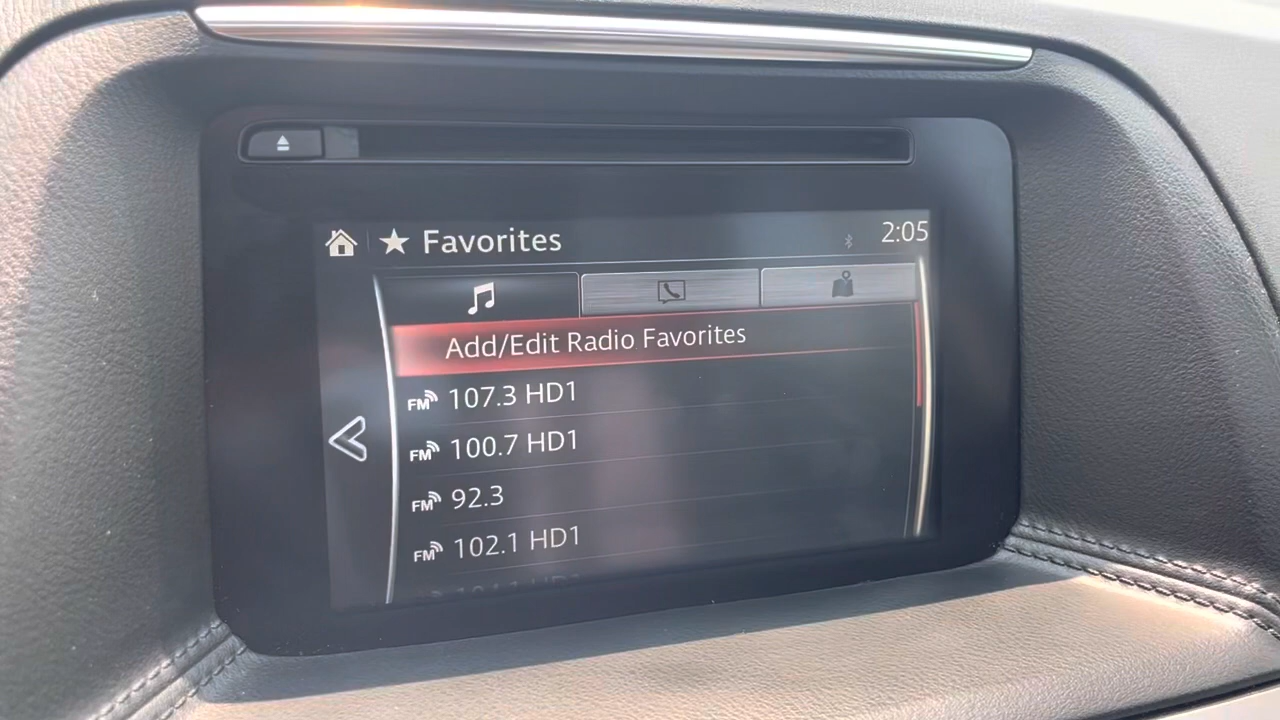 Favorites 2:05
Add/Edit Radio Favorites
FM 107.3 HD1
FM 100.7 HD1
FM 92.3
FM 102.1 HD1